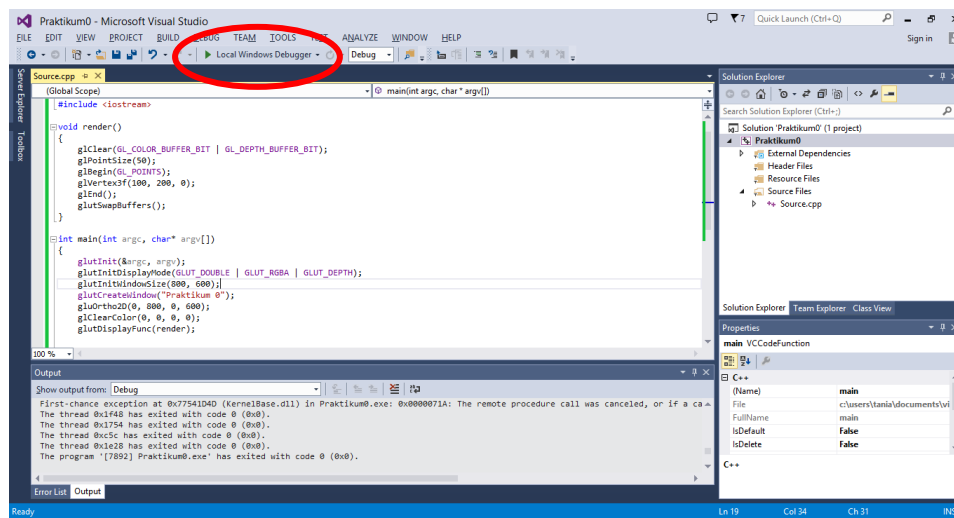 Praktikum0 - Microsoft Visual Studio
7
Quick Launch (Ctrl+Q)
FILE EDIT VIEW PROJECT BUILD DEBUG TEAM TOOLS TEST ANALYZE WINDOW HELP
Sign in
Local Windows Debugger
Debug
Server Explorer
Toolbox
Source.cpp
(Global Scope)
main(int argc, char * argv[])
#include <iostream>
void render()
{
glClear(GL_COLOR_BUFFER_BIT | GL_DEPTH_BUFFER_BIT);
glPointSize(50);
glBegin(GL_POINTS);
glVertex3f(100, 200, 0);
glEnd();
glutSwapBuffers();
}
int main(int argc, char* argv[])
{
glutInit(&argc, argv);
glutInitDisplayMode(GLUT_DOUBLE | GLUT_RGBA | GLUT_DEPTH);
glutInitWindowSize(800, 600);
glutCreateWindow("Praktikum 0");
gluOrtho2D(0, 800, 0, 600);
glClearColor(0, 0, 0, 0);
glutDisplayFunc(render);
100 %
Output
Show output from: Debug
First-chance exception at 0x77541D4D (KernelBase.dll) in Praktikum0.exe: 0x0000071A: The remote procedure call was canceled, or if a ca
The thread 0x1f48 has exited with code 0 (0x0).
The thread 0x1754 has exited with code 0 (0x0).
The thread 0xc5c has exited with code 0 (0x0).
The thread 0x1e28 has exited with code 0 (0x0).
The program '[7892] Praktikum0.exe' has exited with code 0 (0x0).
Error List Output
Solution Explorer
Search Solution Explorer (Ctrl+;)
Solution 'Praktikum0' (1 project)
Praktikum0
External Dependencies
Header Files
Resource Files
Source Files
Source.cpp
Solution Explorer Team Explorer Class View
Properties
main VCCodeFunction
C++
(Name) main
File c:\users\tania\documents\vi
FullName main
IsDefault False
IsDelete False
C++
Ready
Ln 19 Col 34 Ch 31 INS